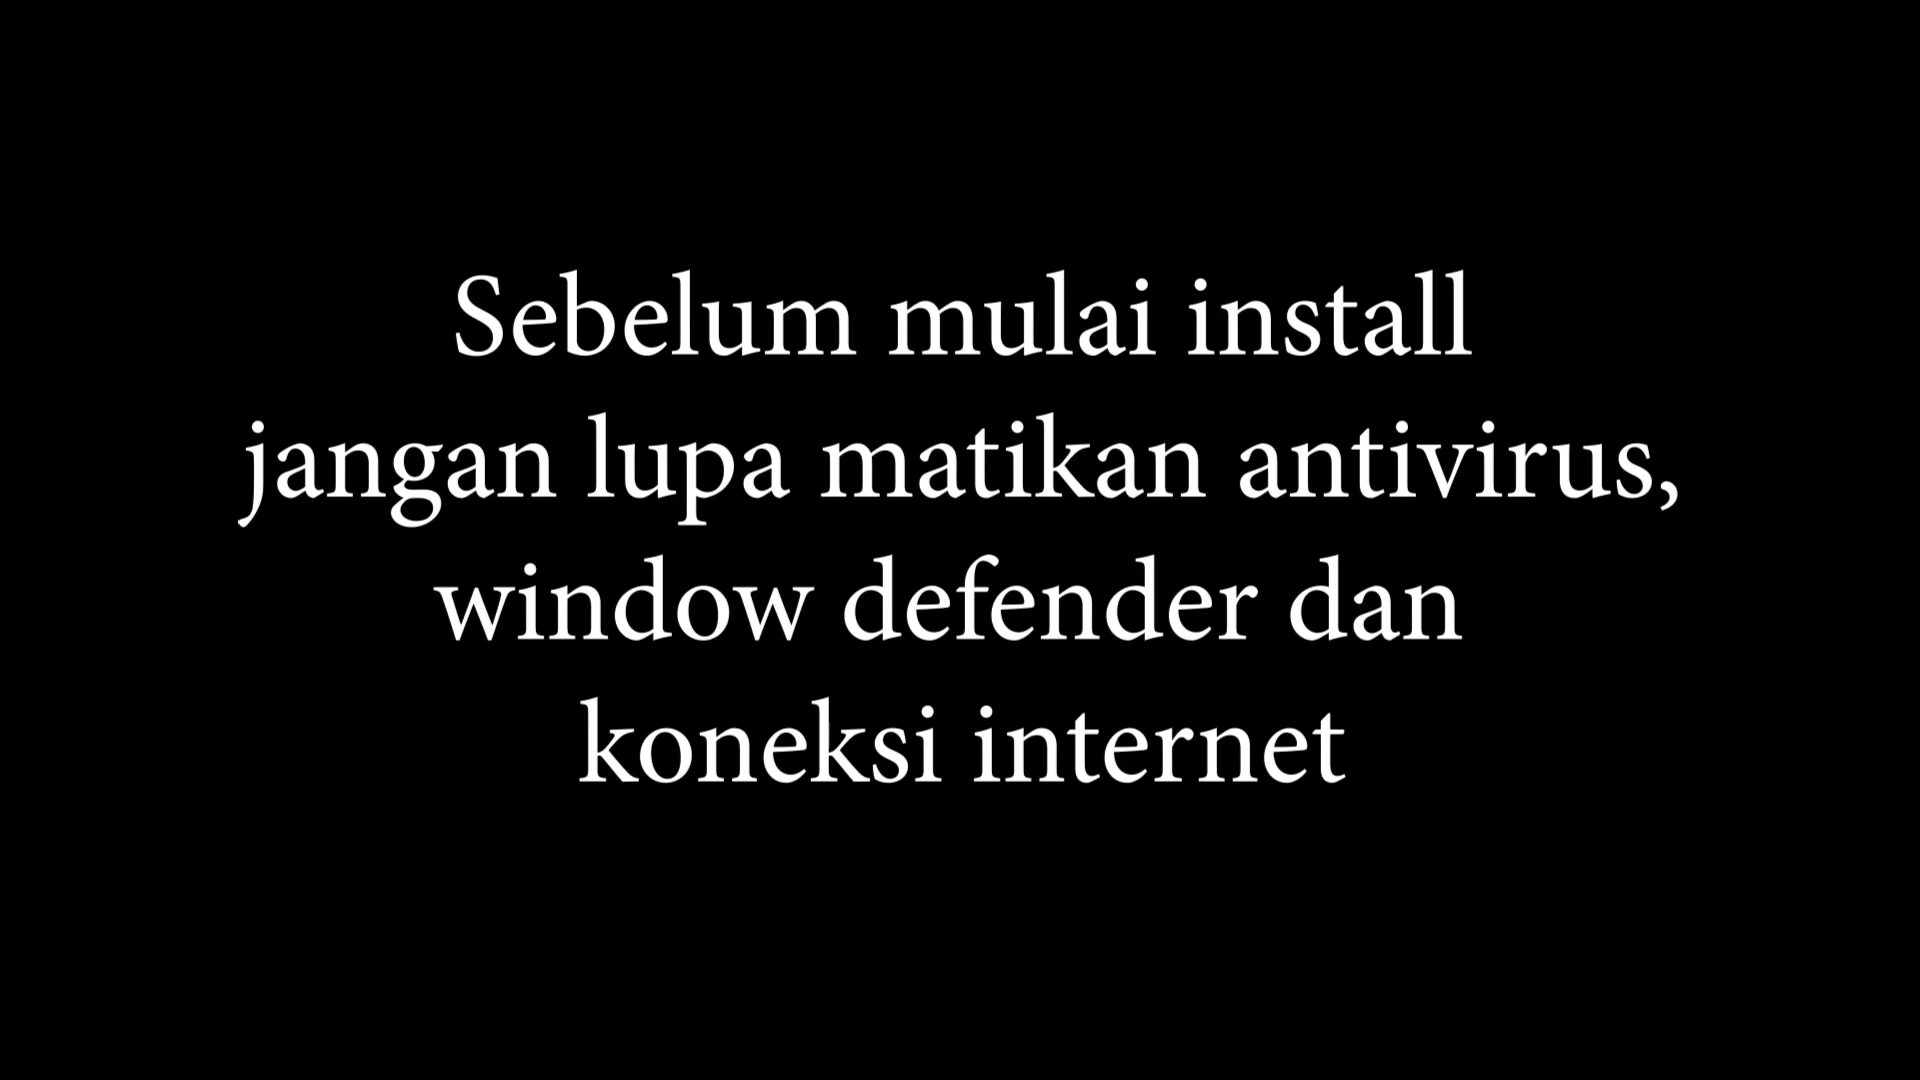 Sebelum mulai install
jangan lupa matikan antivirus,
window defender dan
koneksi internet